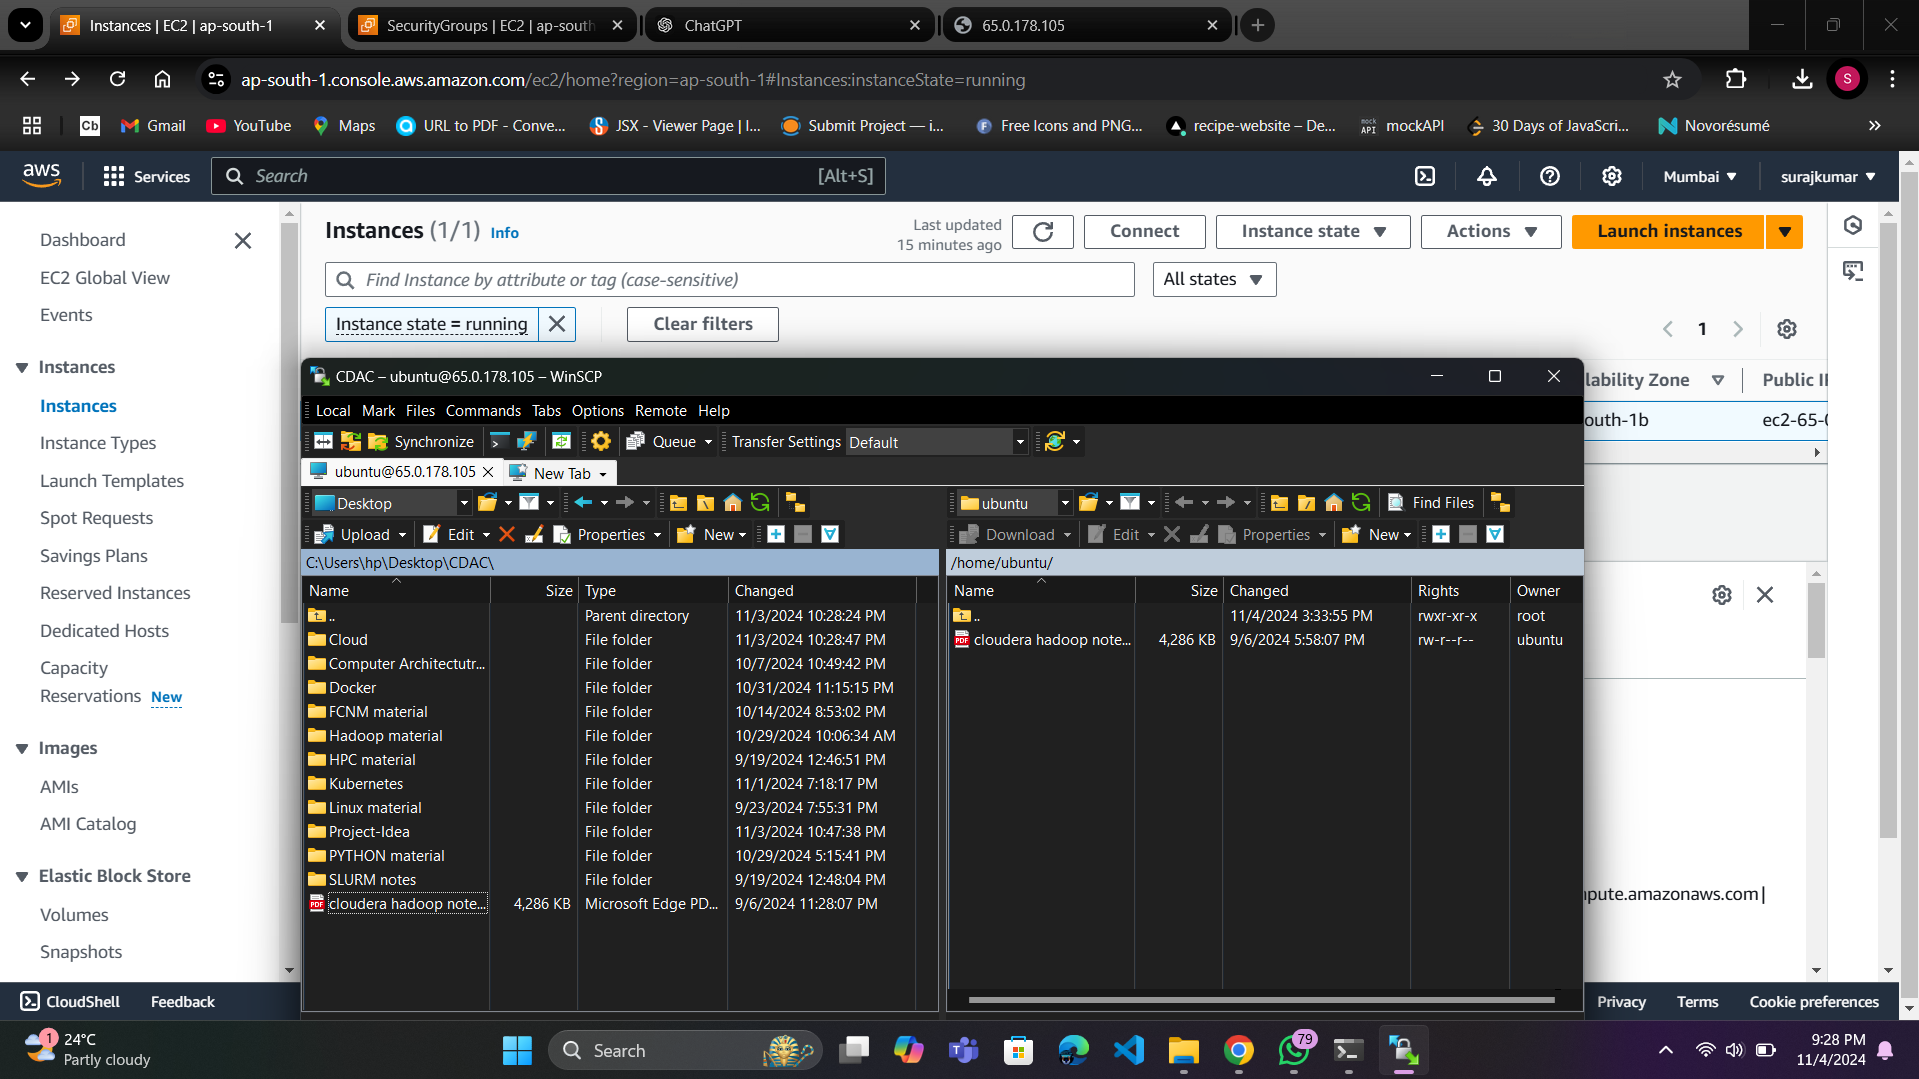 Instances | EC2 | ap-south-1
SecurityGroups | EC2 | ap-south
ChatGPT
65.0.178.105
ap-south-1.console.aws.amazon.com/ec2/home?region=ap-south-1#Instances:instanceState=running
S
Cb
Gmail
YouTube
Maps
URL to PDF - Conve...
JSX - Viewer Page | I...
Submit Project — i...
Free Icons and PNG...
recipe-website – De...
mock API
mockAPI
30 Days of JavaScri...
Novorésumé
aws
Services
Search
[Alt+S]
Mumbai
surajkumar
Dashboard
EC2 Global View
Events
Instances
Instances
Instance Types
Launch Templates
Spot Requests
Savings Plans
Reserved Instances
Dedicated Hosts
Capacity
Reservations New
Images
AMIs
AMI Catalog
Elastic Block Store
Volumes
Snapshots
Instances (1/1) Info
Last updated
15 minutes ago
Connect
Instance state
Actions
Launch instances
Find Instance by attribute or tag (case-sensitive)
All states
Instance state = running
Clear filters
1
lability Zone
Public I
outh-1b
ec2-65-
mpute.amazonaws.com |
CDAC – ubuntu@65.0.178.105 – WinSCP
Local Mark Files Commands Tabs Options Remote Help
Synchronize
Queue
Transfer Settings
Default
ubuntu@65.0.178.105
New Tab
Desktop
Upload
Edit
Properties
New
C:\Users\hp\Desktop\CDAC\
Name Size Type Changed
.. Parent directory 11/3/2024 10:28:24 PM
Cloud File folder 11/3/2024 10:28:47 PM
Computer Architectutr... File folder 10/7/2024 10:49:42 PM
Docker File folder 10/31/2024 11:15:15 PM
FCNM material File folder 10/14/2024 8:53:02 PM
Hadoop material File folder 10/29/2024 10:06:34 AM
HPC material File folder 9/19/2024 12:46:51 PM
Kubernetes File folder 11/1/2024 7:18:17 PM
Linux material File folder 9/23/2024 7:55:31 PM
Project-Idea File folder 11/3/2024 10:47:38 PM
PYTHON material File folder 10/29/2024 5:15:41 PM
SLURM notes File folder 9/19/2024 12:48:04 PM
PDF cloudera hadoop note... 4,286 KB Microsoft Edge PD... 9/6/2024 11:28:07 PM
ubuntu
Find Files
Download
Edit
Properties
New
/home/ubuntu/
Name Size Changed Rights Owner
.. 11/4/2024 3:33:55 PM rwxr-xr-x root
PDF cloudera hadoop note... 4,286 KB 9/6/2024 5:58:07 PM rw-r--r-- ubuntu
CloudShell
Feedback
Privacy
Terms
Cookie preferences
1
24°C
Partly cloudy
Search
79
9:28 PM
11/4/2024